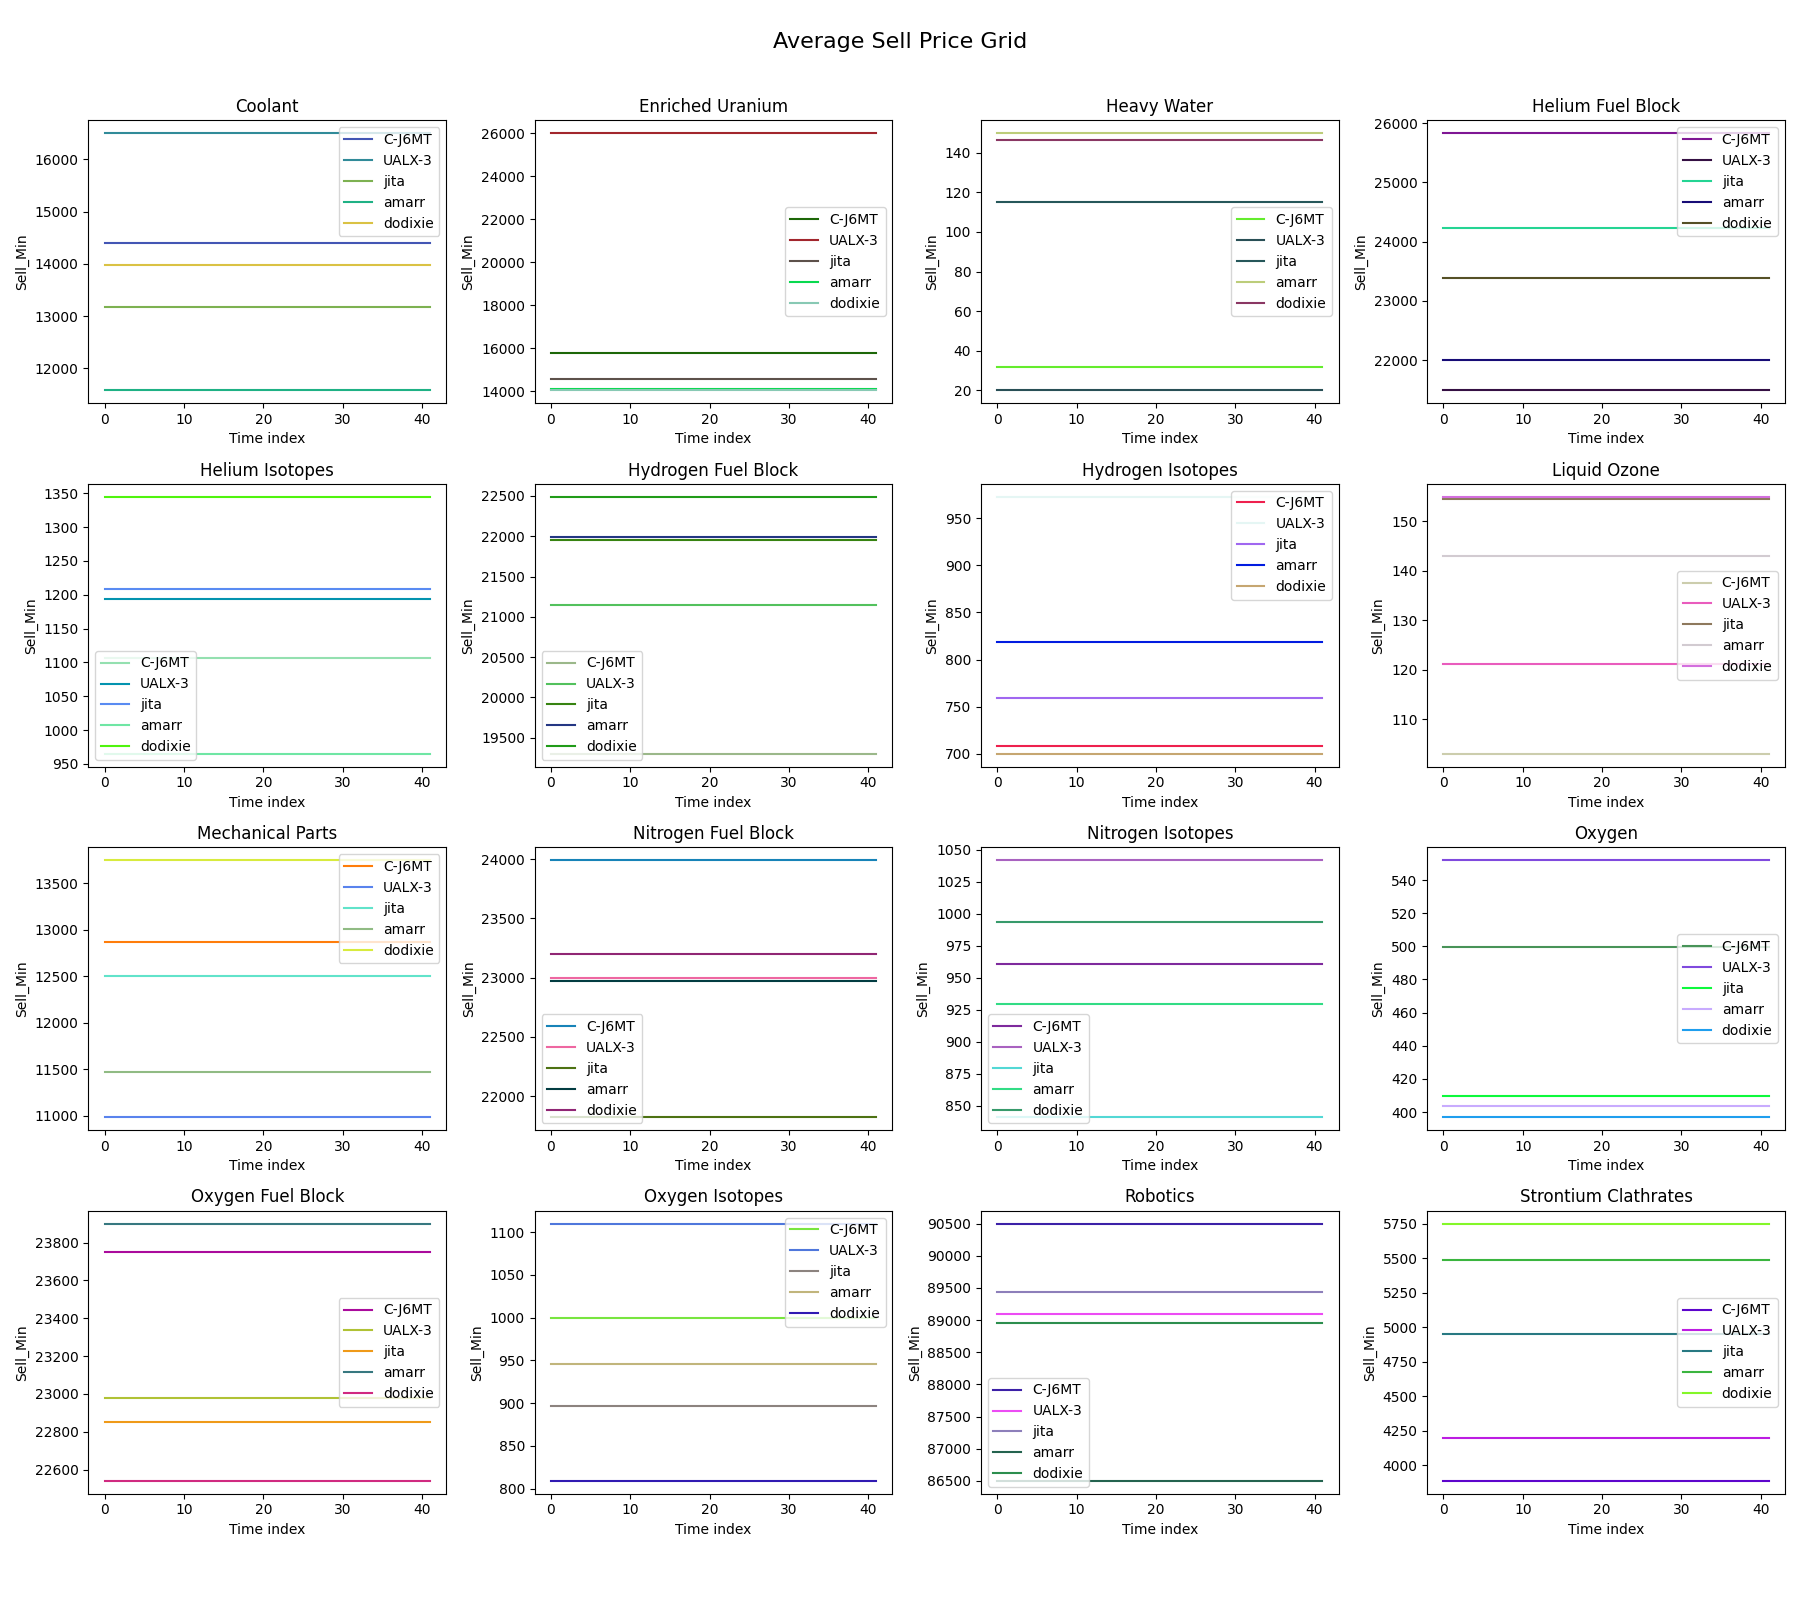 Average Sell Price Grid
Coolant
Sell_Min
16000
15000
14000
13000
12000
C-J6MT
UALX-3
jita
amarr
dodixie
0 10 20 30 40
Time index
Enriched Uranium
Sell_Min
26000
24000
22000
20000
18000
16000
14000
C-J6MT
UALX-3
jita
amarr
dodixie
0 10 20 30 40
Time index
Heavy Water
Sell_Min
140
120
100
80
60
40
20
C-J6MT
UALX-3
jita
amarr
dodixie
0 10 20 30 40
Time index
Helium Fuel Block
Sell_Min
26000
25000
24000
23000
22000
C-J6MT
UALX-3
jita
amarr
dodixie
0 10 20 30 40
Time index
Helium Isotopes
Sell_Min
1350
1300
1250
1200
1150
1100
1050
1000
950
C-J6MT
UALX-3
jita
amarr
dodixie
0 10 20 30 40
Time index
Hydrogen Fuel Block
Sell_Min
22500
22000
21500
21000
20500
20000
19500
C-J6MT
UALX-3
jita
amarr
dodixie
0 10 20 30 40
Time index
Hydrogen Isotopes
Sell_Min
950
900
850
800
750
700
C-J6MT
UALX-3
jita
amarr
dodixie
0 10 20 30 40
Time index
Liquid Ozone
Sell_Min
150
140
130
120
110
C-J6MT
UALX-3
jita
amarr
dodixie
0 10 20 30 40
Time index
Mechanical Parts
Sell_Min
13500
13000
12500
12000
11500
11000
C-J6MT
UALX-3
jita
amarr
dodixie
0 10 20 30 40
Time index
Nitrogen Fuel Block
Sell_Min
24000
23500
23000
22500
22000
C-J6MT
UALX-3
jita
amarr
dodixie
0 10 20 30 40
Time index
Nitrogen Isotopes
Sell_Min
1050
1025
1000
975
950
925
900
875
850
C-J6MT
UALX-3
jita
amarr
dodixie
0 10 20 30 40
Time index
Oxygen
Sell_Min
540
520
500
480
460
440
420
400
C-J6MT
UALX-3
jita
amarr
dodixie
0 10 20 30 40
Time index
Oxygen Fuel Block
Sell_Min
23800
23600
23400
23200
23000
22800
22600
C-J6MT
UALX-3
jita
amarr
dodixie
0 10 20 30 40
Time index
Oxygen Isotopes
Sell_Min
1100
1050
1000
950
900
850
800
C-J6MT
UALX-3
jita
amarr
dodixie
0 10 20 30 40
Time index
Robotics
Sell_Min
90500
90000
89500
89000
88500
88000
87500
87000
86500
C-J6MT
UALX-3
jita
amarr
dodixie
0 10 20 30 40
Time index
Strontium Clathrates
Sell_Min
5750
5500
5250
5000
4750
4500
4250
4000
C-J6MT
UALX-3
jita
amarr
dodixie
0 10 20 30 40
Time index